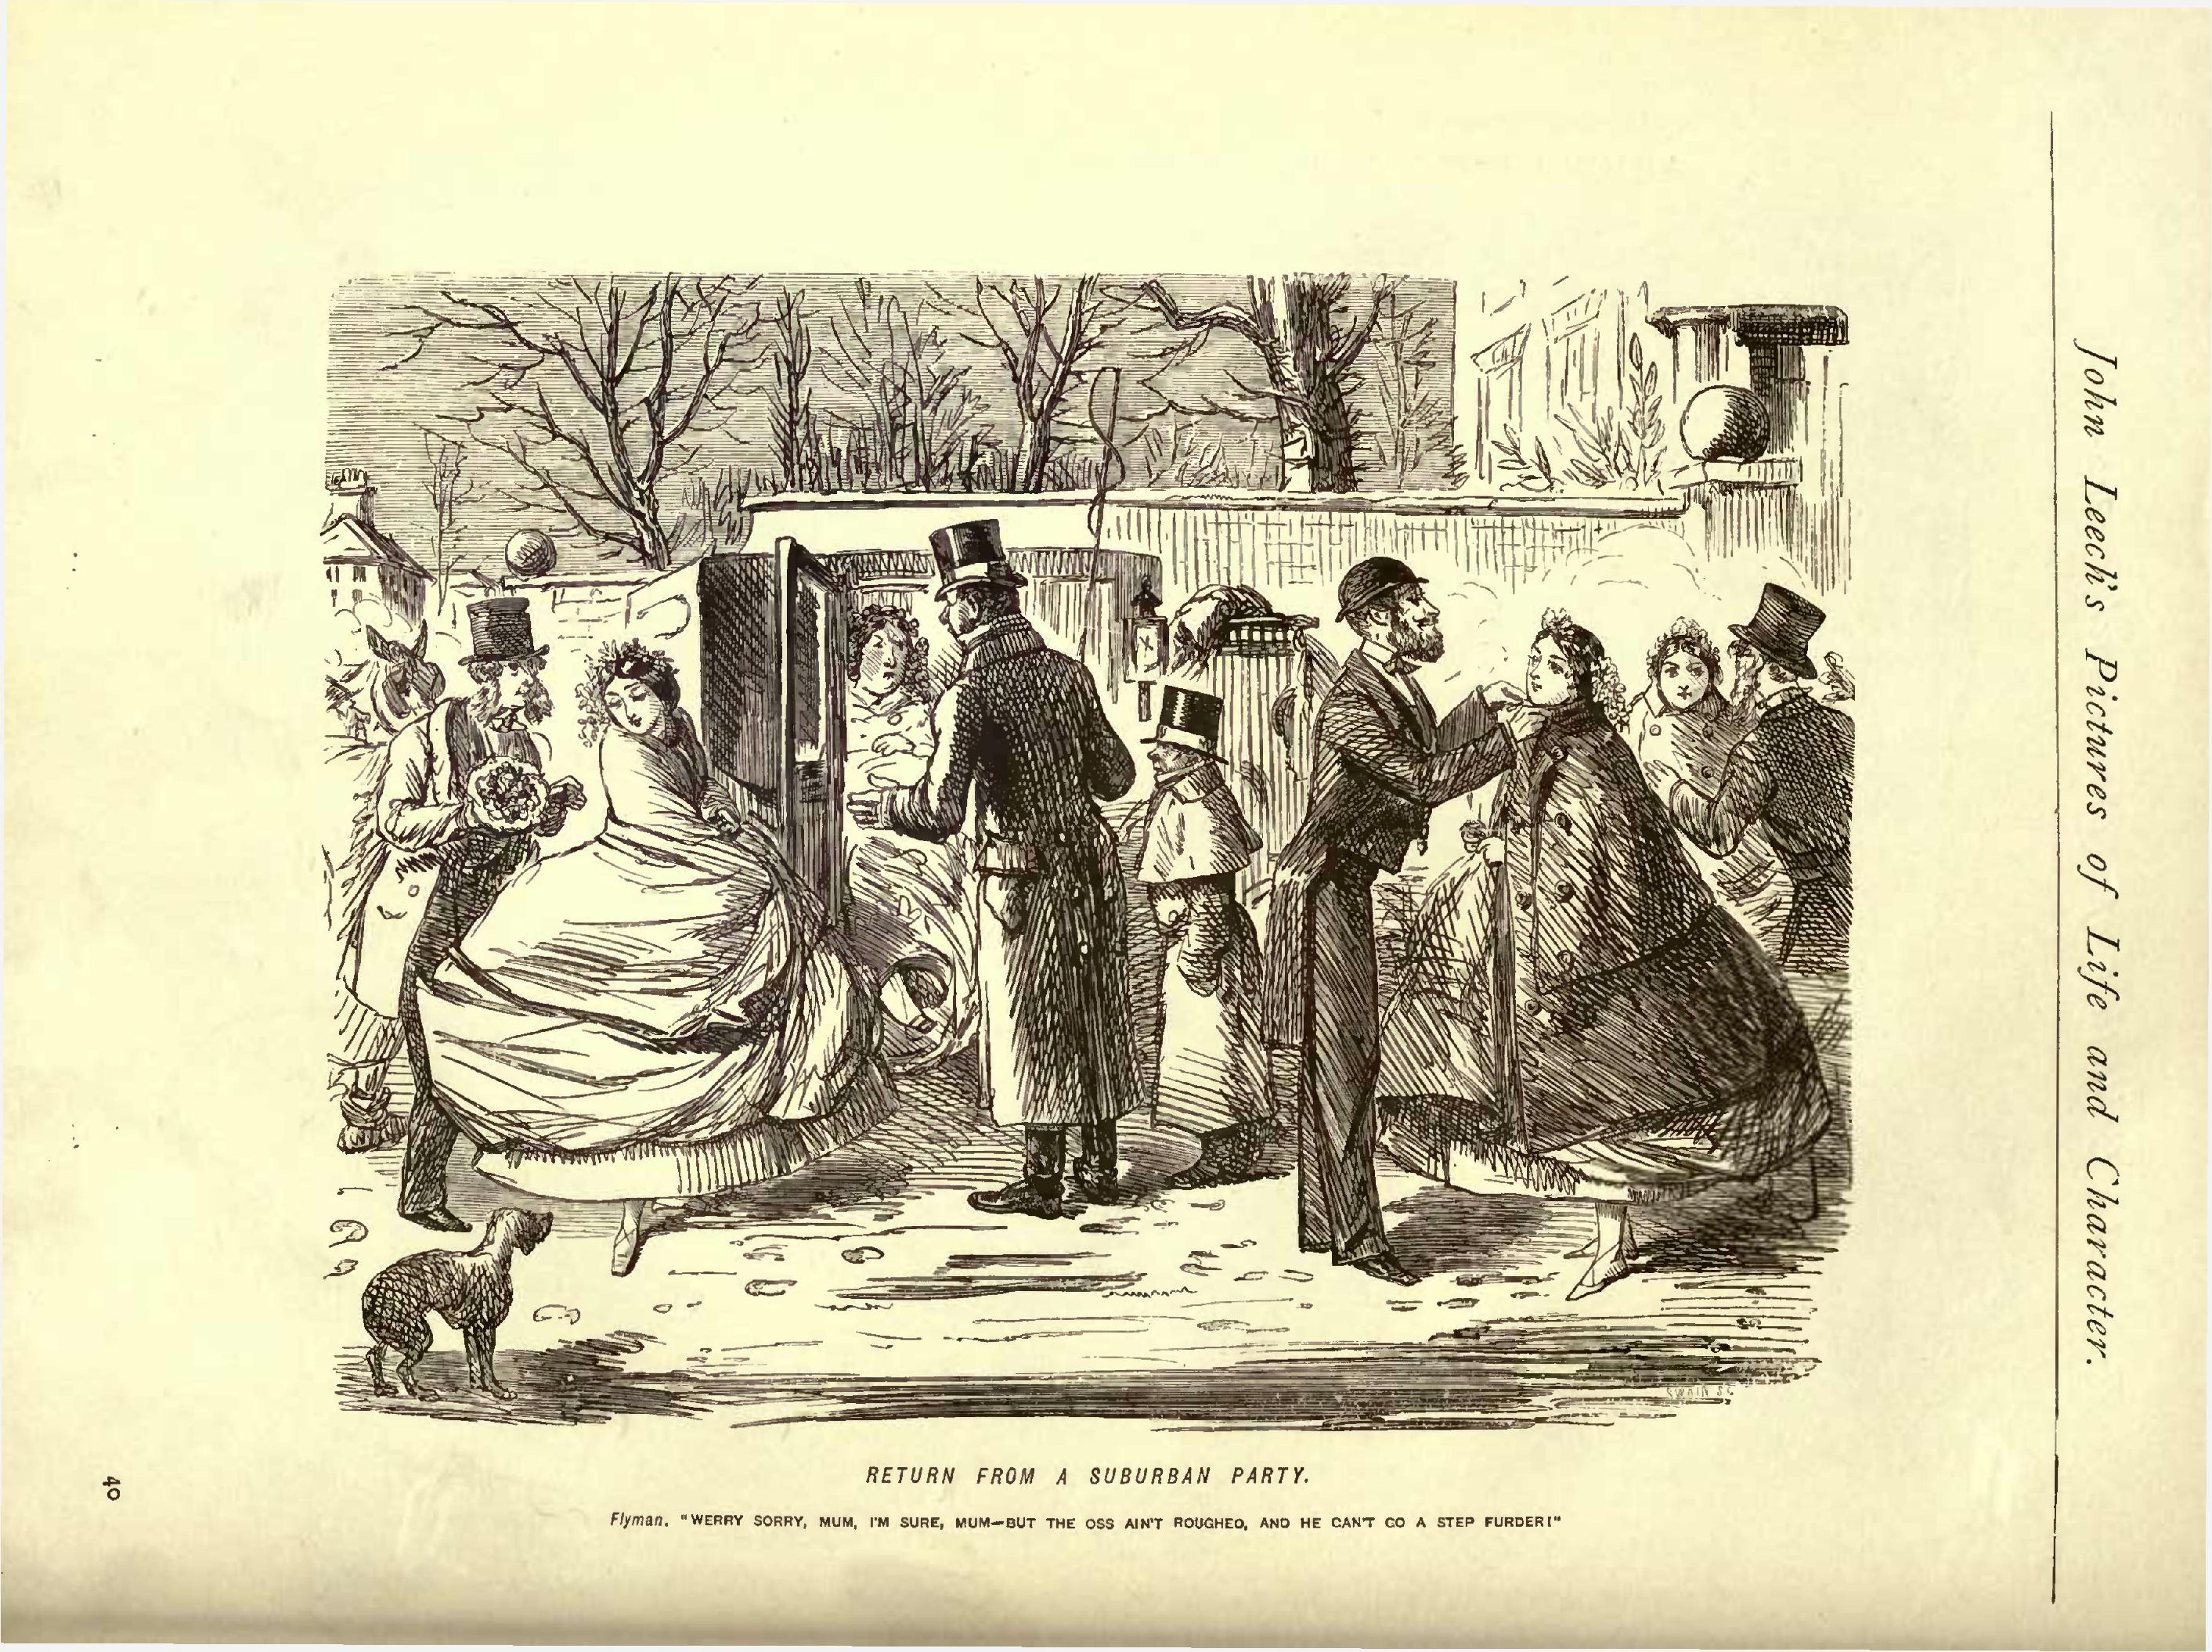 John Leech's Pictures of Life and Character.
SWAIN SC
RETURN FROM A SUBURBAN PARTY.
Flyman. "WERRY SORRY, MUM, I'M SURE, MUM—BUT THE OSS AIN'T ROUGHED, AND HE CAN'T GO A STEP FURDER!"
40